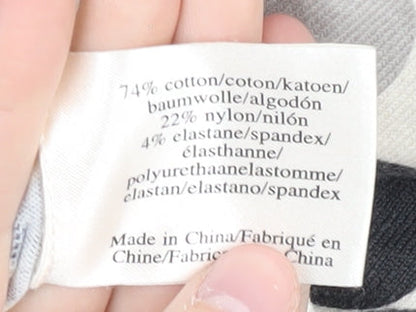 74% cotton/coton/katoen/
baumwolle/algodón
22% nylon/nilón
4% elastane/spandex/
élasthanne/
polyurethaanelastomme/
elastan/elastano/spandex
Made in China/Fabriqué en
Chine/Fabric China